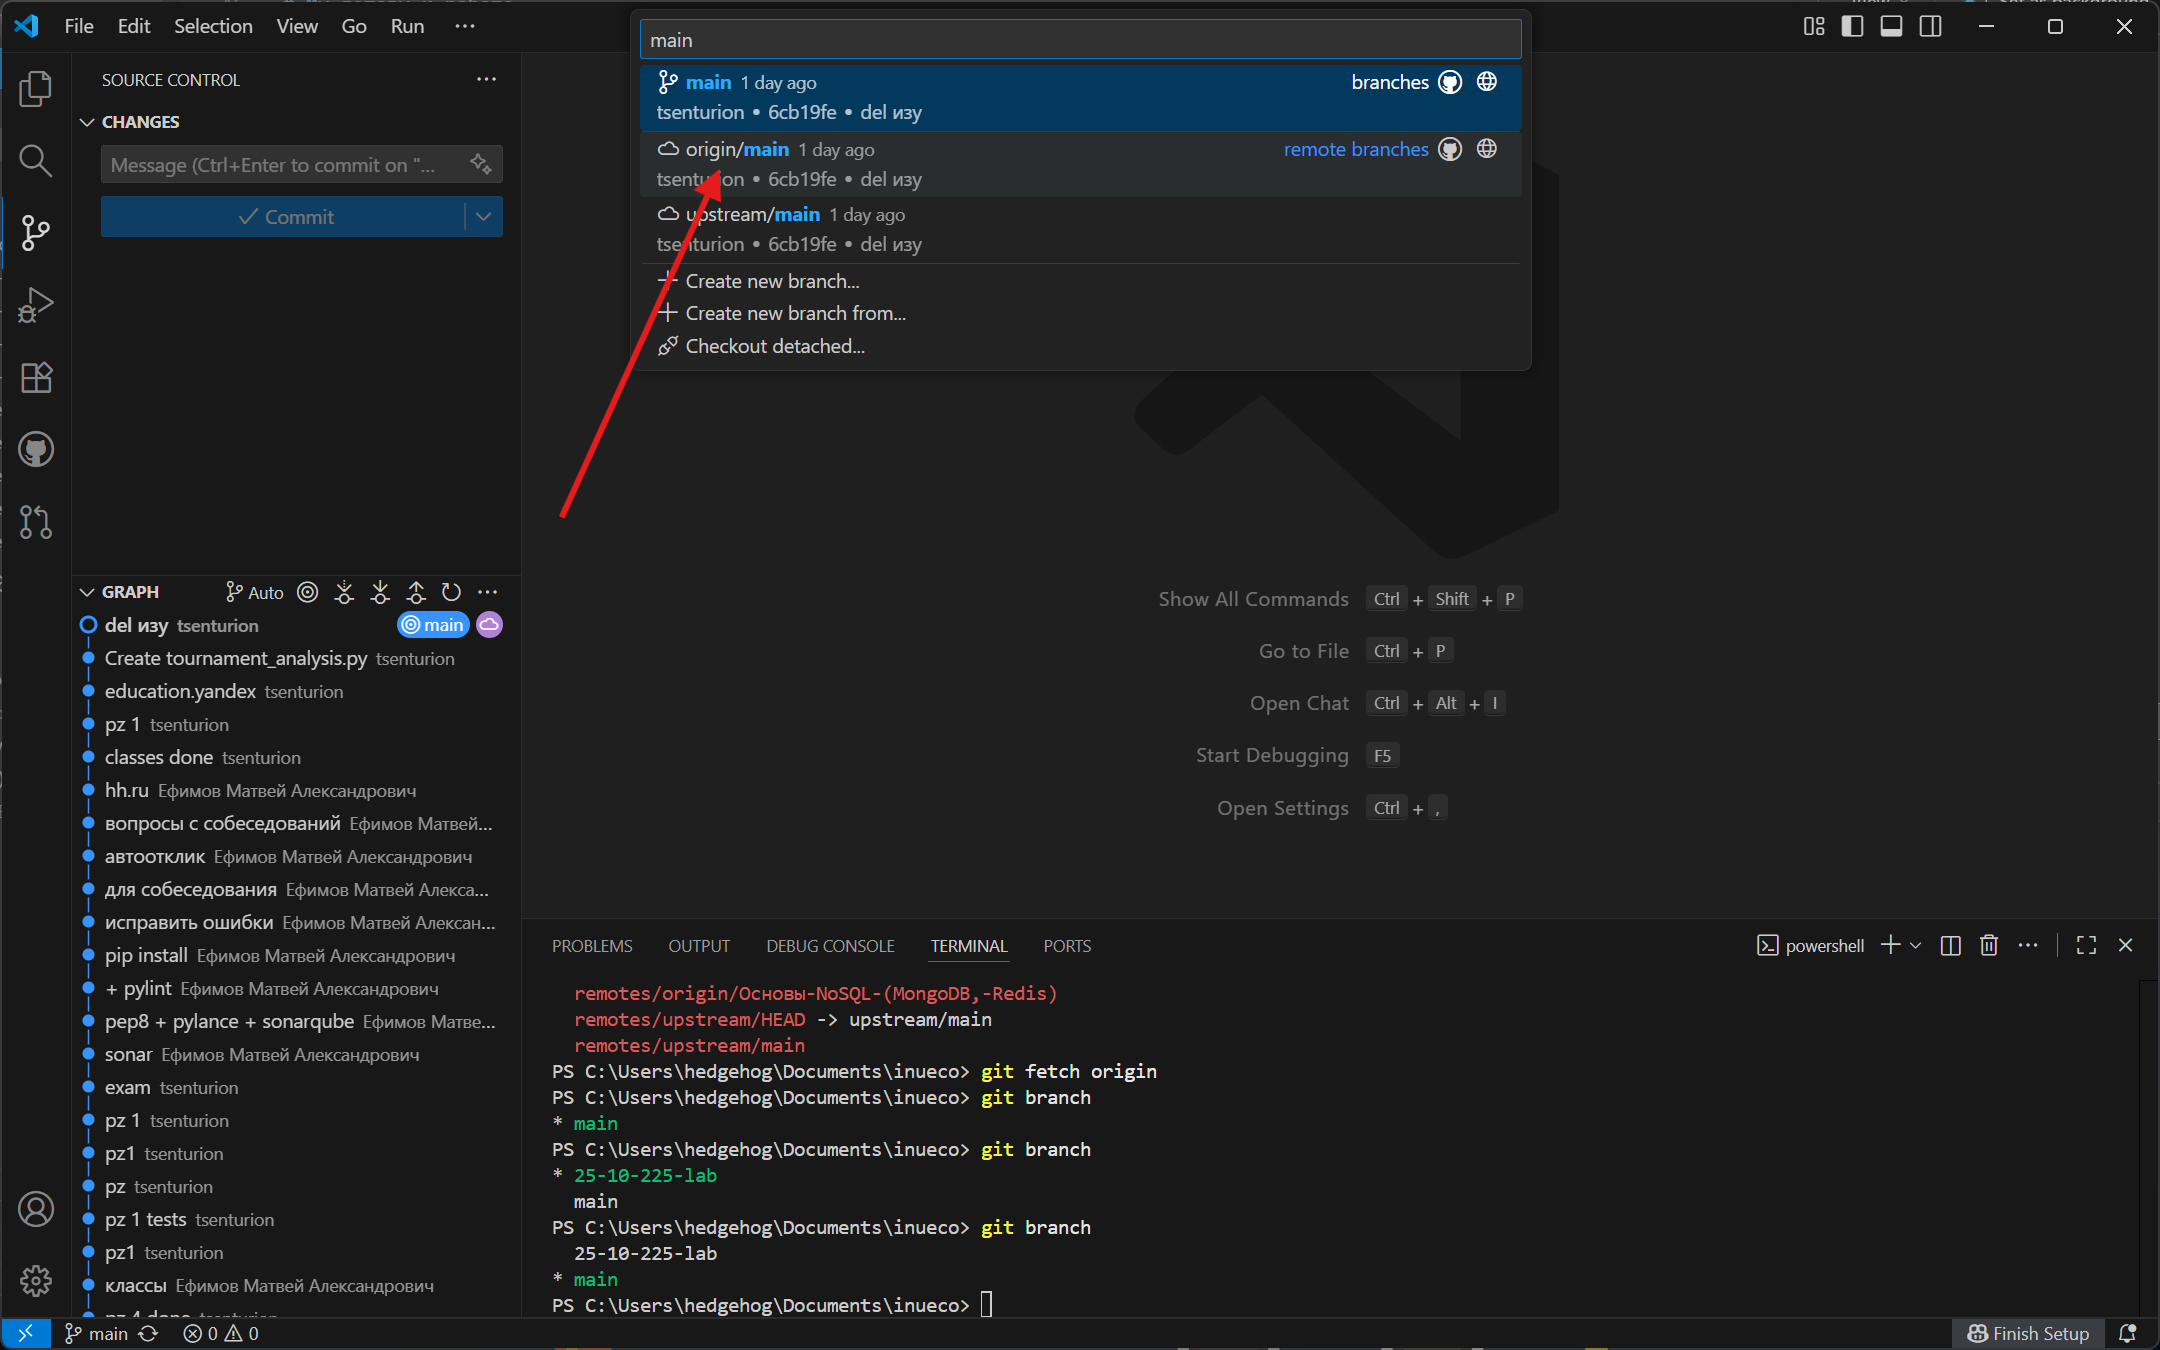 File Edit Selection View Go Run ···
main
main 1 day ago branches
tsenturion • 6cb19fe • del изу
origin/main 1 day ago remote branches
tsenturion • 6cb19fe • del изу
upstream/main 1 day ago
tsenturion • 6cb19fe • del изу
Create new branch...
Create new branch from...
Checkout detached...
SOURCE CONTROL
CHANGES
Message (Ctrl+Enter to commit on "...
Commit
GRAPH Auto
del изу tsenturion main
Create tournament_analysis.py tsenturion
education.yandex tsenturion
pz 1 tsenturion
classes done tsenturion
hh.ru Ефимов Матвей Александрович
вопросы с собеседований Ефимов Матвей...
автоотклик Ефимов Матвей Александрович
для собеседования Ефимов Матвей Алекса...
исправить ошибки Ефимов Матвей Алексан...
pip install Ефимов Матвей Александрович
+ pylint Ефимов Матвей Александрович
pep8 + pylance + sonarqube Ефимов Матве...
sonar Ефимов Матвей Александрович
exam tsenturion
pz 1 tsenturion
pz1 tsenturion
pz tsenturion
pz 1 tests tsenturion
pz1 tsenturion
классы Ефимов Матвей Александрович
Show All Commands Ctrl + Shift + P
Go to File Ctrl + P
Open Chat Ctrl + Alt + I
Start Debugging F5
Open Settings Ctrl + ,
PROBLEMS OUTPUT DEBUG CONSOLE TERMINAL PORTS powershell
remotes/origin/Основы-NoSQL-(MongoDB,-Redis)
remotes/upstream/HEAD -> upstream/main
remotes/upstream/main
PS C:\Users\hedgehog\Documents\inueco> git fetch origin
PS C:\Users\hedgehog\Documents\inueco> git branch
* main
PS C:\Users\hedgehog\Documents\inueco> git branch
* 25-10-225-lab
main
PS C:\Users\hedgehog\Documents\inueco> git branch
25-10-225-lab
* main
PS C:\Users\hedgehog\Documents\inueco>
main 0 0 Finish Setup